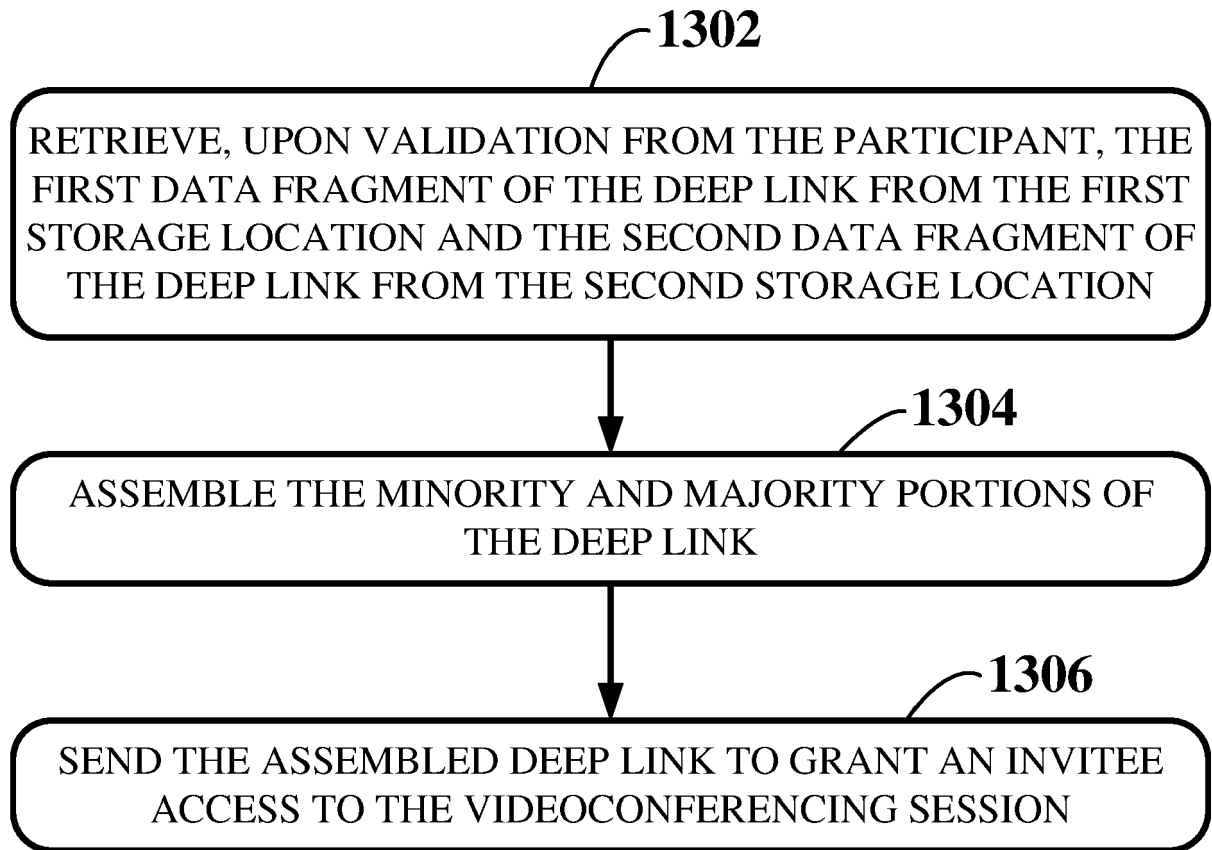 1302
RETRIEVE, UPON VALIDATION FROM THE PARTICIPANT, THE
FIRST DATA FRAGMENT OF THE DEEP LINK FROM THE FIRST
STORAGE LOCATION AND THE SECOND DATA FRAGMENT OF
THE DEEP LINK FROM THE SECOND STORAGE LOCATION
1304
ASSEMBLE THE MINORITY AND MAJORITY PORTIONS OF
THE DEEP LINK
1306
SEND THE ASSEMBLED DEEP LINK TO GRANT AN INVITEE
ACCESS TO THE VIDEOCONFERENCING SESSION